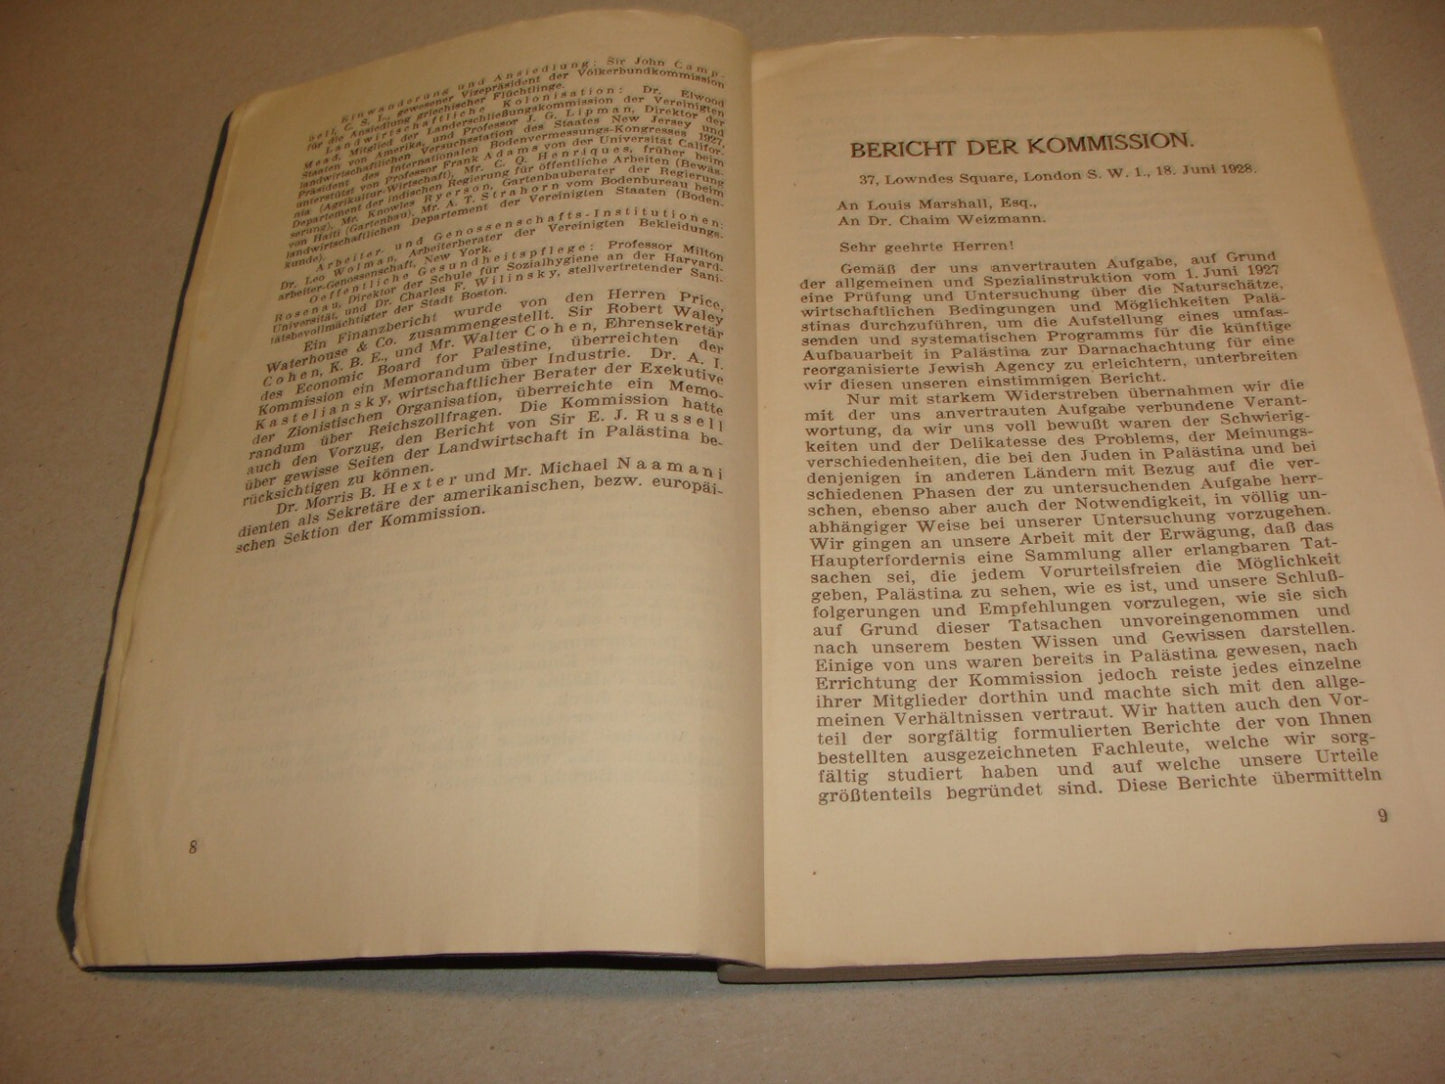 Einwanderung und Ansiedlung: Sir John Camp-
bell, C. S. I., gewesener Vizepräsident der Völkerbundkommission
für die Ansiedlung griechischer Flüchtlinge.
Landwirtschaftliche Kolonisation: Dr. Elwood
Mead, Mitglied der Landerschließungskommission der Vereinigten
Staaten von Amerika, und Professor J. G. Lipman, Direktor der
landwirtschaftlichen Versuchsstation des Staates New Jersey und
Präsident des Internationalen Bodenvermessungs-Kongresses 1927,
unterstützt von Professor Frank Adams von der Universität Califor-
nia (Agrikultur-Wirtschaft), Mr. C. Q. Henriques, früher beim
Departement der indischen Regierung für öffentliche Arbeiten (Bewäs-
serung), Mr. Knowles Ryerson, Gartenbauberater der Regierung
von Haiti (Gartenbau), Mr. A. T. Strahorn vom Bodenbureau beim
landwirtschaftlichen Departement der Vereinigten Staaten (Boden-
kunde).
Arbeiter- und Genossenschafts-Institutionen:
Dr. Leo Wolman, Arbeiterberater der Vereinigten Bekleidungs-
arbeiter-Genossenschaft, New York.
Oeffentliche Gesundheitspflege: Professor Milton
Rosenau, Direktor der Schule für Sozialhygiene an der Harvard-
Universität, und Dr. Charles F. Wilinsky, stellvertretender Sani-
tätsbevollmächtigter der Stadt Boston.
Ein Finanzbericht wurde von den Herren Price,
Waterhouse & Co. zusammengestellt. Sir Robert Waley
Cohen, K. B. E., und Mr. Walter Cohen, Ehrensekretär
des Economic Board for Palestine, überreichten der
Kommission ein Memorandum über Industrie. Dr. A. I.
Kasteliansky, wirtschaftlicher Berater der Exekutive
der Zionistischen Organisation, überreichte ein Memo-
randum über Reichszollfragen. Die Kommission hatte
auch den Vorzug, den Bericht von Sir E. J. Russell
über gewisse Seiten der Landwirtschaft in Palästina be-
rücksichtigen zu können.
Dr. Morris B. Hexter und Mr. Michael Naamani
dienten als Sekretäre der amerikanischen, bezw. europäi-
schen Sektion der Kommission.
8
BERICHT DER KOMMISSION.
37, Lowndes Square, London S. W. 1., 18. Juni 1928.
An Louis Marshall, Esq.,
An Dr. Chaim Weizmann.
Sehr geehrte Herren!
Gemäß der uns anvertrauten Aufgabe, auf Grund
der allgemeinen und Spezialinstruktion vom 1. Juni 1927
eine Prüfung und Untersuchung über die Naturschätze,
wirtschaftlichen Bedingungen und Möglichkeiten Palä-
stinas durchzuführen, um die Aufstellung eines umfas-
senden und systematischen Programms für die künftige
Aufbauarbeit in Palästina zur Darnachachtung für eine
reorganisierte Jewish Agency zu erleichtern, unterbreiten
wir diesen unseren einstimmigen Bericht.
Nur mit starkem Widerstreben übernahmen wir die
mit der uns anvertrauten Aufgabe verbundene Verant-
wortung, da wir uns voll bewußt waren der Schwierig-
keiten und der Delikatesse des Problems, der Meinungs-
verschiedenheiten, die bei den Juden in Palästina und bei
denjenigen in anderen Ländern mit Bezug auf die ver-
schiedenen Phasen der zu untersuchenden Aufgabe herr-
schen, ebenso aber auch der Notwendigkeit, in völlig un-
abhängiger Weise bei unserer Untersuchung vorzugehen.
Wir gingen an unsere Arbeit mit der Erwägung, daß das
Haupterfordernis eine Sammlung aller erlangbaren Tat-
sachen sei, die jedem Vorurteilsfreien die Möglichkeit
geben, Palästina zu sehen, wie es ist, und unsere Schluß-
folgerungen und Empfehlungen vorzulegen, wie sie sich
auf Grund dieser Tatsachen unvoreingenommen und
nach unserem besten Wissen und Gewissen darstellen.
Einige von uns waren bereits in Palästina gewesen, nach
Errichtung der Kommission jedoch reiste jedes einzelne
ihrer Mitglieder dorthin und machte sich mit den allge-
meinen Verhältnissen vertraut. Wir hatten auch den Vor-
teil der sorgfältig formulierten Berichte der von Ihnen
bestellten ausgezeichneten Fachleute, welche wir sorg-
fältig studiert haben und auf welche unsere Urteile
größtenteils begründet sind. Diese Berichte übermitteln
9